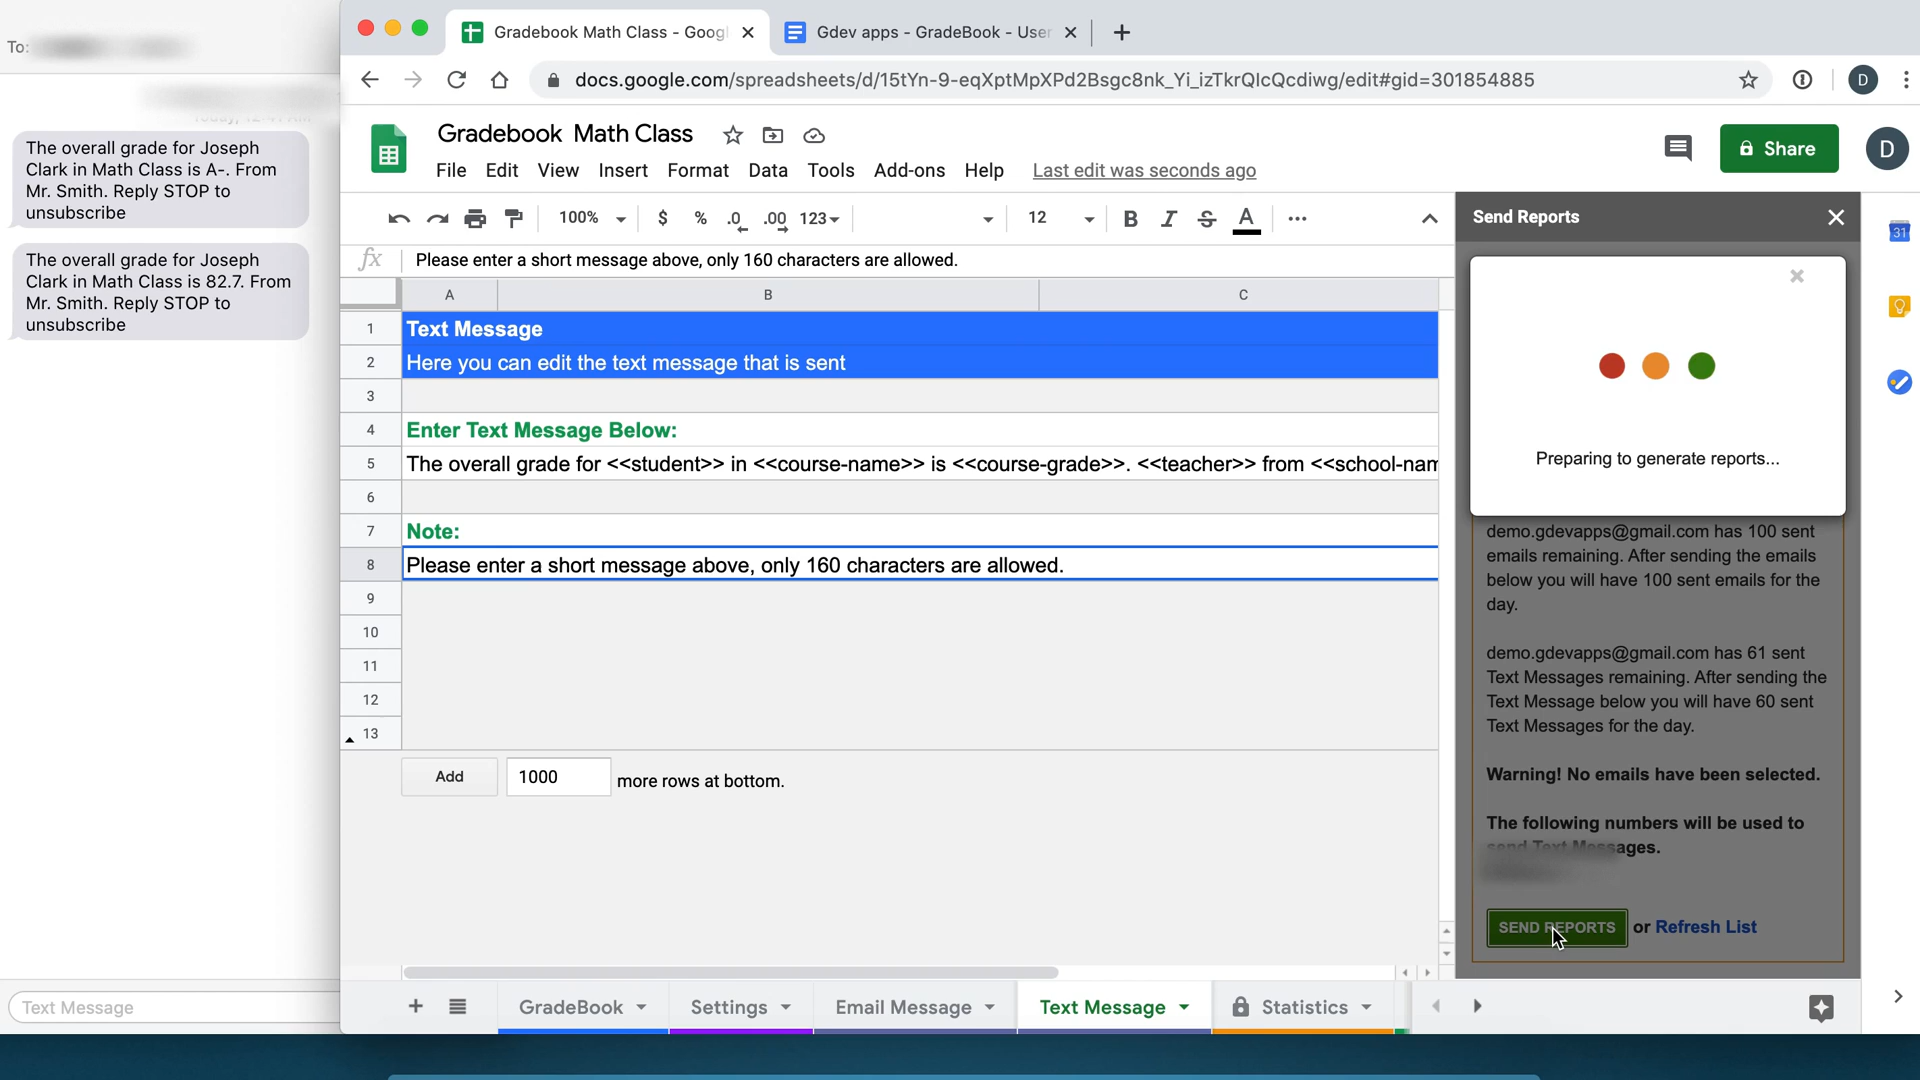 To:
The overall grade for Joseph
Clark in Math Class is A-. From
Mr. Smith. Reply STOP to
unsubscribe
The overall grade for Joseph
Clark in Math Class is 82.7. From
Mr. Smith. Reply STOP to
unsubscribe
Text Message
Gradebook Math Class - Googl
Gdev apps - GradeBook - User
docs.google.com/spreadsheets/d/15tYn-9-eqXptMpXPd2Bsgc8nk_Yi_izTkrQIcQcdiwg/edit#gid=301854885
D
Gradebook Math Class
File Edit View Insert Format Data Tools Add-ons Help Last edit was seconds ago
Share
D
100% $ % .0 .00 123 12 B I S A
fx Please enter a short message above, only 160 characters are allowed.
A B C
1 Text Message
2 Here you can edit the text message that is sent
3
4 Enter Text Message Below:
5 The overall grade for <<student>> in <<course-name>> is <<course-grade>>. <<teacher>> from <<school-nam
6
7 Note:
8 Please enter a short message above, only 160 characters are allowed.
9
10
11
12
13
Add 1000 more rows at bottom.
GradeBook Settings Email Message Text Message Statistics
Send Reports
Preparing to generate reports...
demo.gdevapps@gmail.com has 100 sent
emails remaining. After sending the emails
below you will have 100 sent emails for the
day.
demo.gdevapps@gmail.com has 61 sent
Text Messages remaining. After sending the
Text Message below you will have 60 sent
Text Messages for the day.
Warning! No emails have been selected.
The following numbers will be used to
send Text Messages.
SEND REPORTS or Refresh List
31